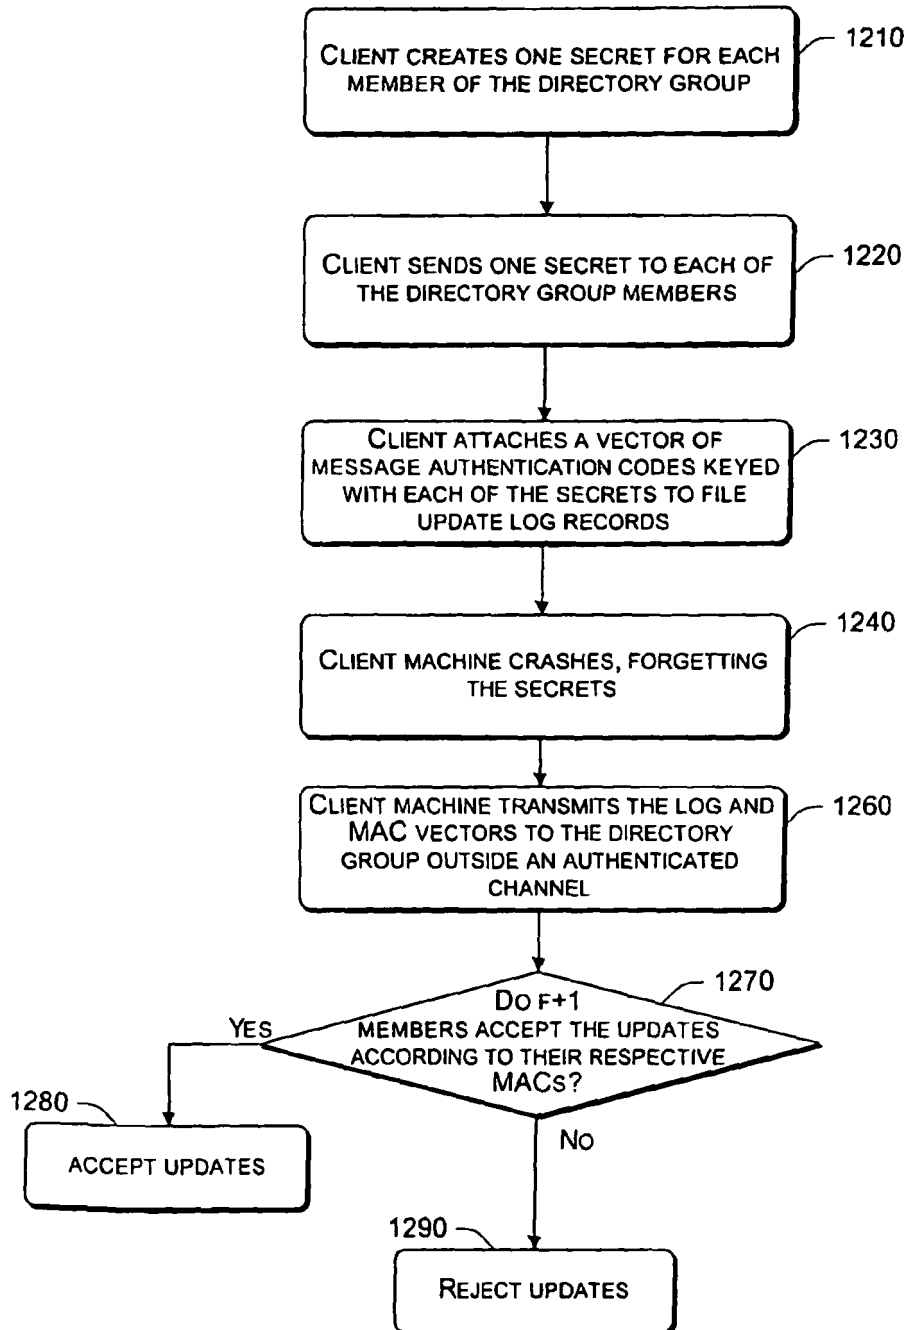 CLIENT CREATES ONE SECRET FOR EACH
MEMBER OF THE DIRECTORY GROUP
1210
CLIENT SENDS ONE SECRET TO EACH OF
THE DIRECTORY GROUP MEMBERS
1220
CLIENT ATTACHES A VECTOR OF
MESSAGE AUTHENTICATION CODES KEYED
WITH EACH OF THE SECRETS TO FILE
UPDATE LOG RECORDS
1230
CLIENT MACHINE CRASHES, FORGETTING
THE SECRETS
1240
CLIENT MACHINE TRANSMITS THE LOG AND
MAC VECTORS TO THE DIRECTORY
GROUP OUTSIDE AN AUTHENTICATED
CHANNEL
1260
DO F+1
MEMBERS ACCEPT THE UPDATES
ACCORDING TO THEIR RESPECTIVE
MACS?
1270
YES
NO
1280
ACCEPT UPDATES
1290
REJECT UPDATES